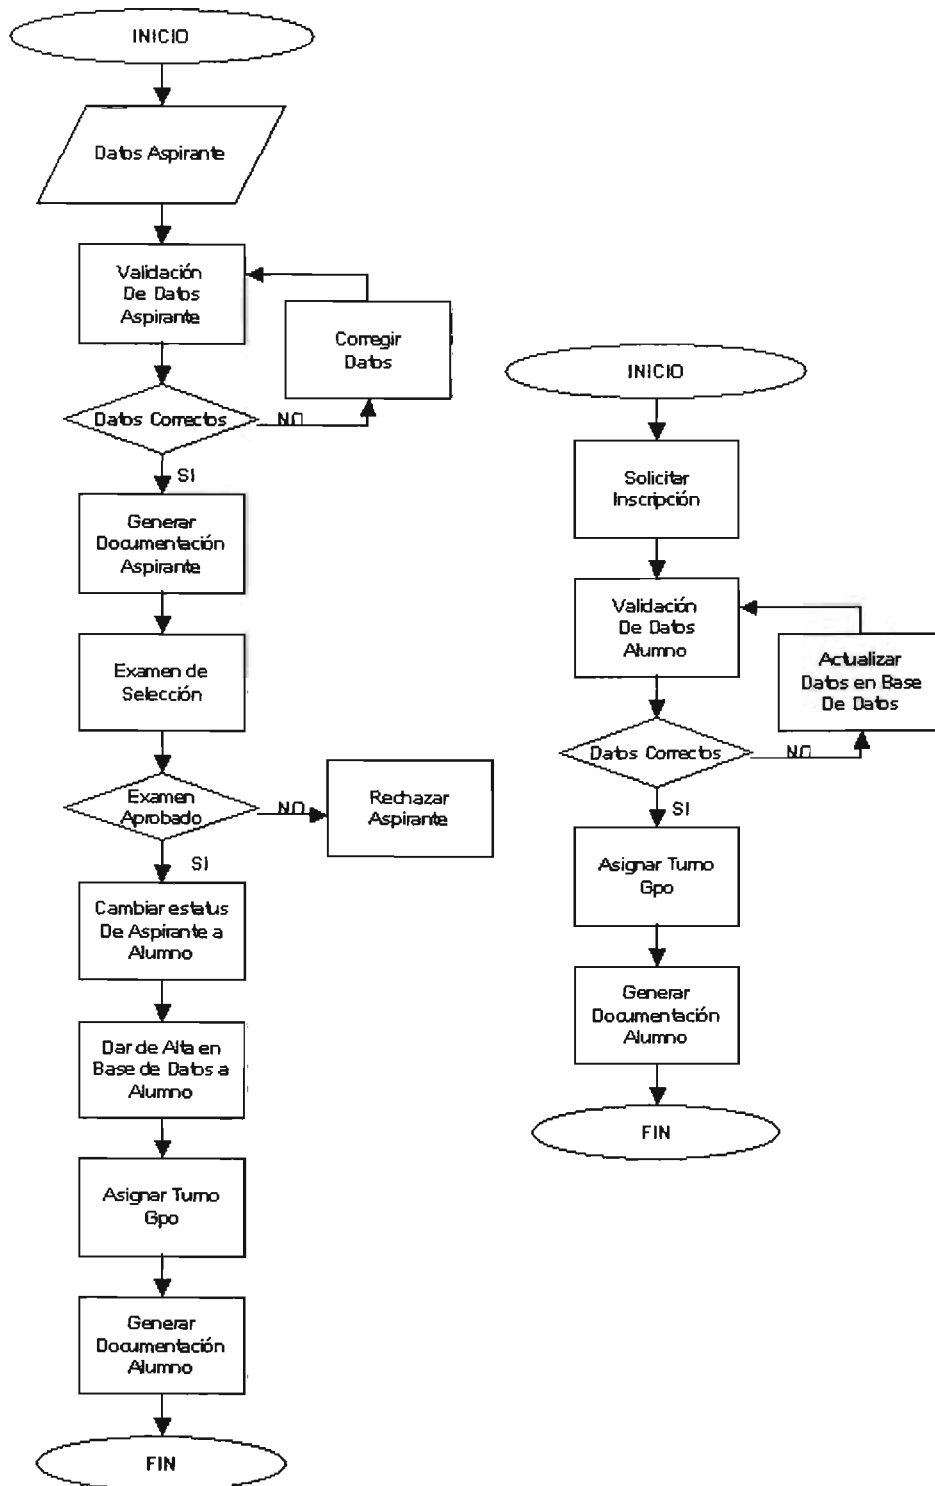 INICIO
Datos Aspirante
Validación
De Datos
Aspirante
Corregir
Datos
Datos Correctos
NO
SI
Generar
Documentación
Aspirante
Examen de
Selección
Examen
Aprobado
NO
Rechazar
Aspirante
SI
Cambiar estatus
De Aspirante a
Alumno
Dar de Alta en
Base de Datos a
Alumno
Asignar Turno
Gpo
Generar
Documentación
Alumno
FIN
INICIO
Solicitar
Inscripción
Validación
De Datos
Alumno
Actualizar
Datos en Base
De Datos
Datos Correctos
NO
SI
Asignar Turno
Gpo
Generar
Documentación
Alumno
FIN